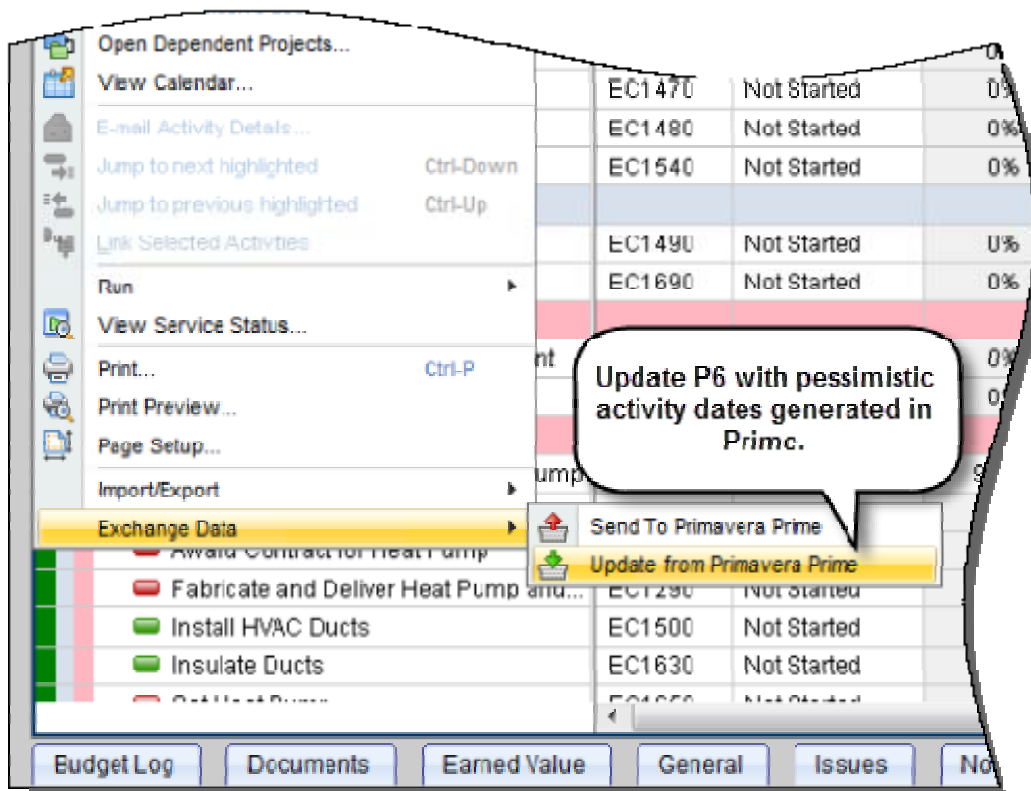 Open Dependent Projects...
View Calendar...
EC1470 Not Started 0%
E-mail Activity Details...
EC1480 Not Started 0%
Jump to next highlighted Ctrl-Down
EC1540 Not Started 0%
Jump to previous highlighted Ctrl-Up
Link Selected Activities
EC1490 Not Started 0%
Run
EC1690 Not Started 0%
View Service Status...
Print... Ctrl-P
nt
0%
Print Preview...
Page Setup...
Update P6 with pessimistic
activity dates generated in
Prime.
Import/Export
ump
Exchange Data
Send To Primavera Prime
Update from Primavera Prime
Award Contract for Heat Pump
Fabricate and Deliver Heat Pump and...
EC1290 Not Started
Install HVAC Ducts
EC1500 Not Started
Insulate Ducts
EC1630 Not Started
Budget Log Documents Earned Value General Issues No